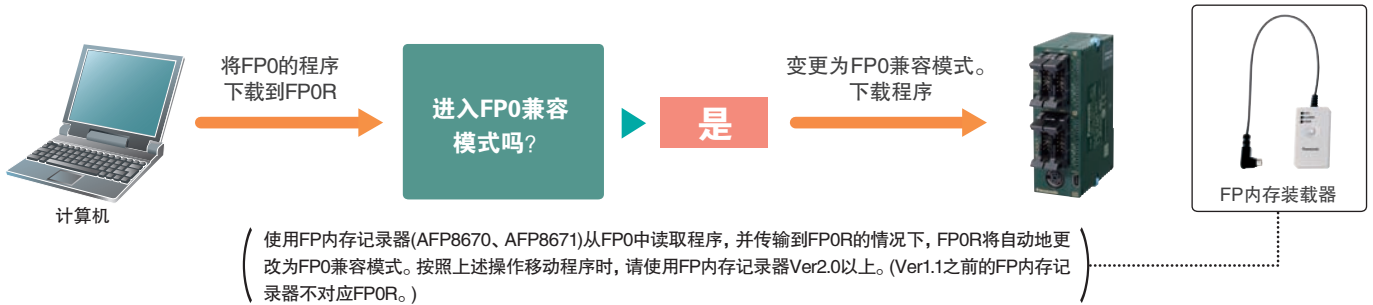 将FP0的程序
下载到FP0R
进入FP0兼容
模式吗?
是
变更为FP0兼容模式。
下载程序
计算机
Panasonic
FP内存装载器
使用FP内存记录器(AFP8670、AFP8671)从FP0中读取程序，并传输到FP0R的情况下，FP0R将自动地更
改为FP0兼容模式。按照上述操作移动程序时，请使用FP内存记录器Ver2.0以上。(Ver1.1之前的FP内存记
录器不对应FP0R。)